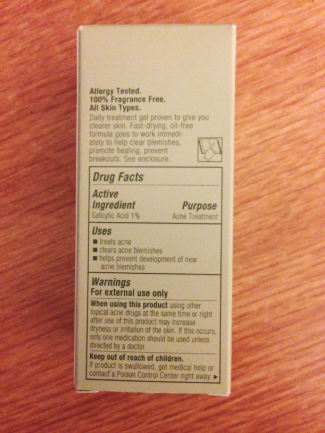 Allergy Tested.
100% Fragrance Free.
All Skin Types.
Daily treatment gel proven to give you
clearer skin. Fast-drying, oil-free
formula goes to work immedi-
ately to help clear blemishes,
promote healing, prevent
breakouts. See enclosure.
Drug Facts
Active
Ingredient Purpose
Salicylic Acid 1% Acne Treatment
Uses
■ treats acne
■ clears acne blemishes
■ helps prevent development of new
acne blemishes
Warnings
For external use only
When using this product using other
topical acne drugs at the same time or right
after use of this product may increase
dryness or irritation of the skin. If this occurs,
only one medication should be used unless
directed by a doctor.
Keep out of reach of children.
If product is swallowed, get medical help or
contact a Poison Control Center right away. ►